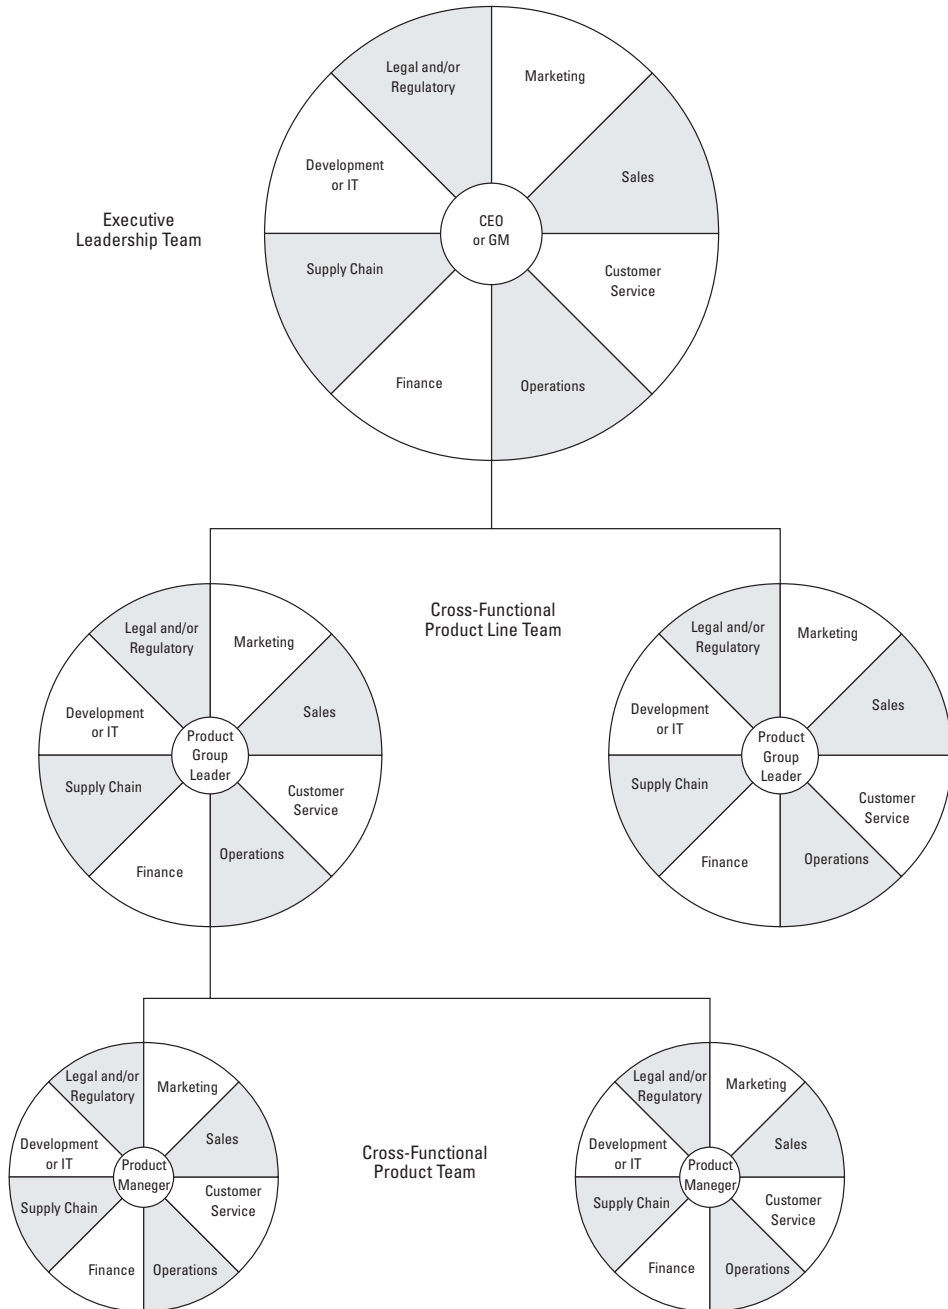 Legal and/or
Regulatory
Marketing
Development
or IT
Sales
Executive
Leadership Team
CEO
or GM
Supply Chain
Customer
Service
Finance
Operations
Cross-Functional
Product Line Team
Legal and/or
Regulatory
Marketing
Development
or IT
Sales
Product
Group
Leader
Supply Chain
Customer
Service
Finance
Operations
Legal and/or
Regulatory
Marketing
Development
or IT
Sales
Product
Group
Leader
Supply Chain
Customer
Service
Finance
Operations
Legal and/or
Regulatory
Marketing
Development
or IT
Sales
Product
Maneger
Supply Chain
Customer
Service
Finance
Operations
Cross-Functional
Product Team
Legal and/or
Regulatory
Marketing
Development
or IT
Sales
Product
Maneger
Supply Chain
Customer
Service
Finance
Operations